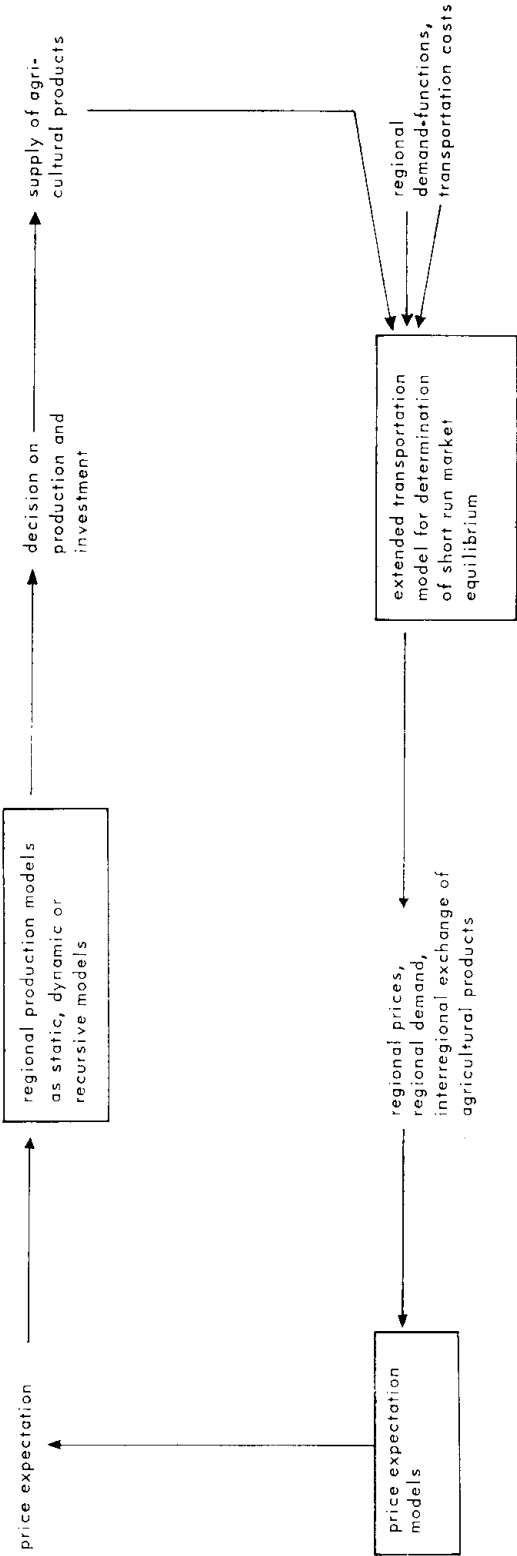 price expectation
regional production models
as static, dynamic or
recursive models
decision on
production and
investment
supply of agri-
cultural products
price expectation
models
regional prices,
regional demand,
interregional exchange of
agricultural products
extended transportation
model for determination
of short run market
equilibrium
regional
demand-functions,
transportation costs